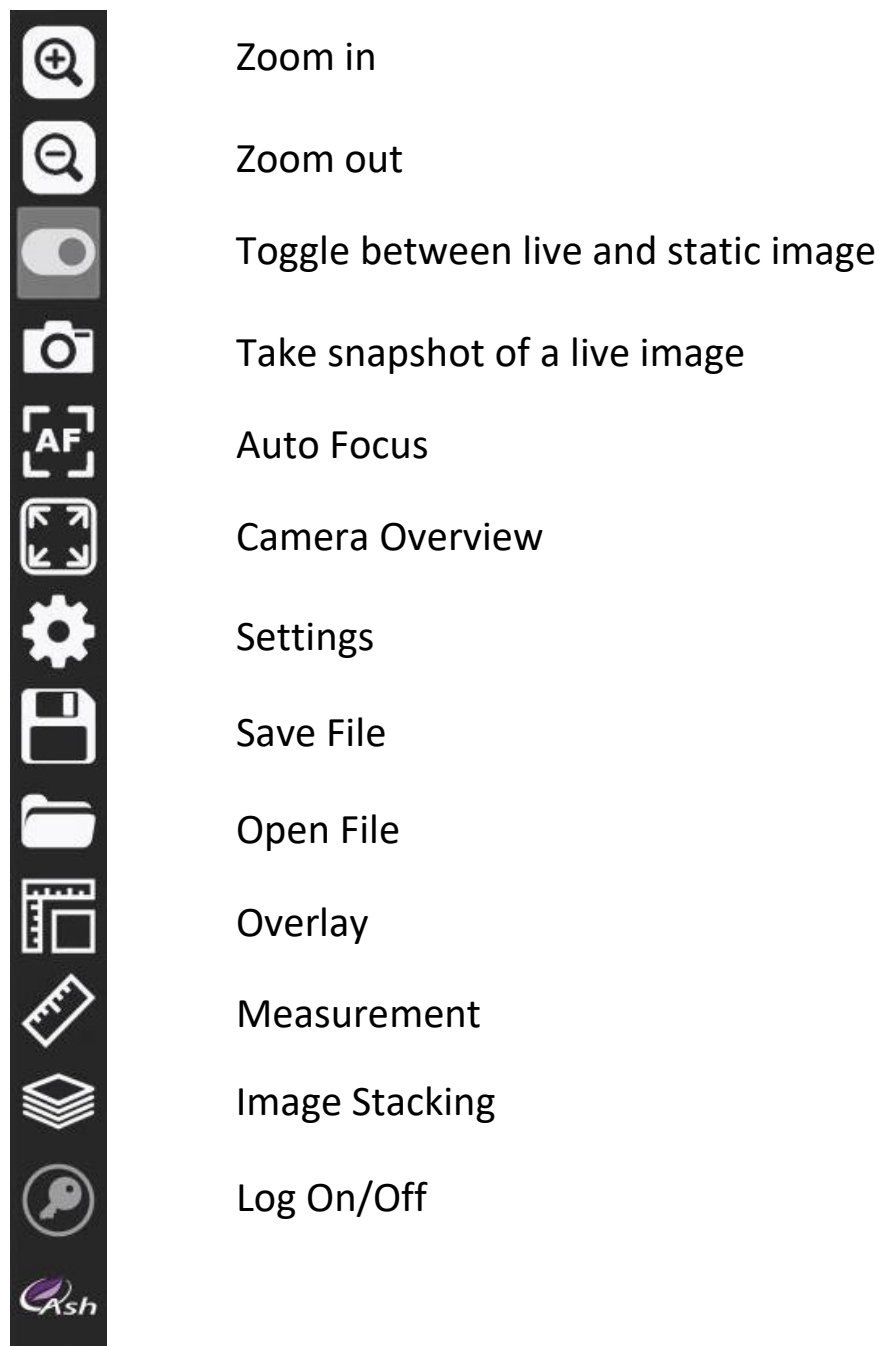 Zoom in
Zoom out
Toggle between live and static image
Take snapshot of a live image
AF
Auto Focus
Camera Overview
Settings
Save File
Open File
Overlay
Measurement
Image Stacking
Log On/Off
Ash